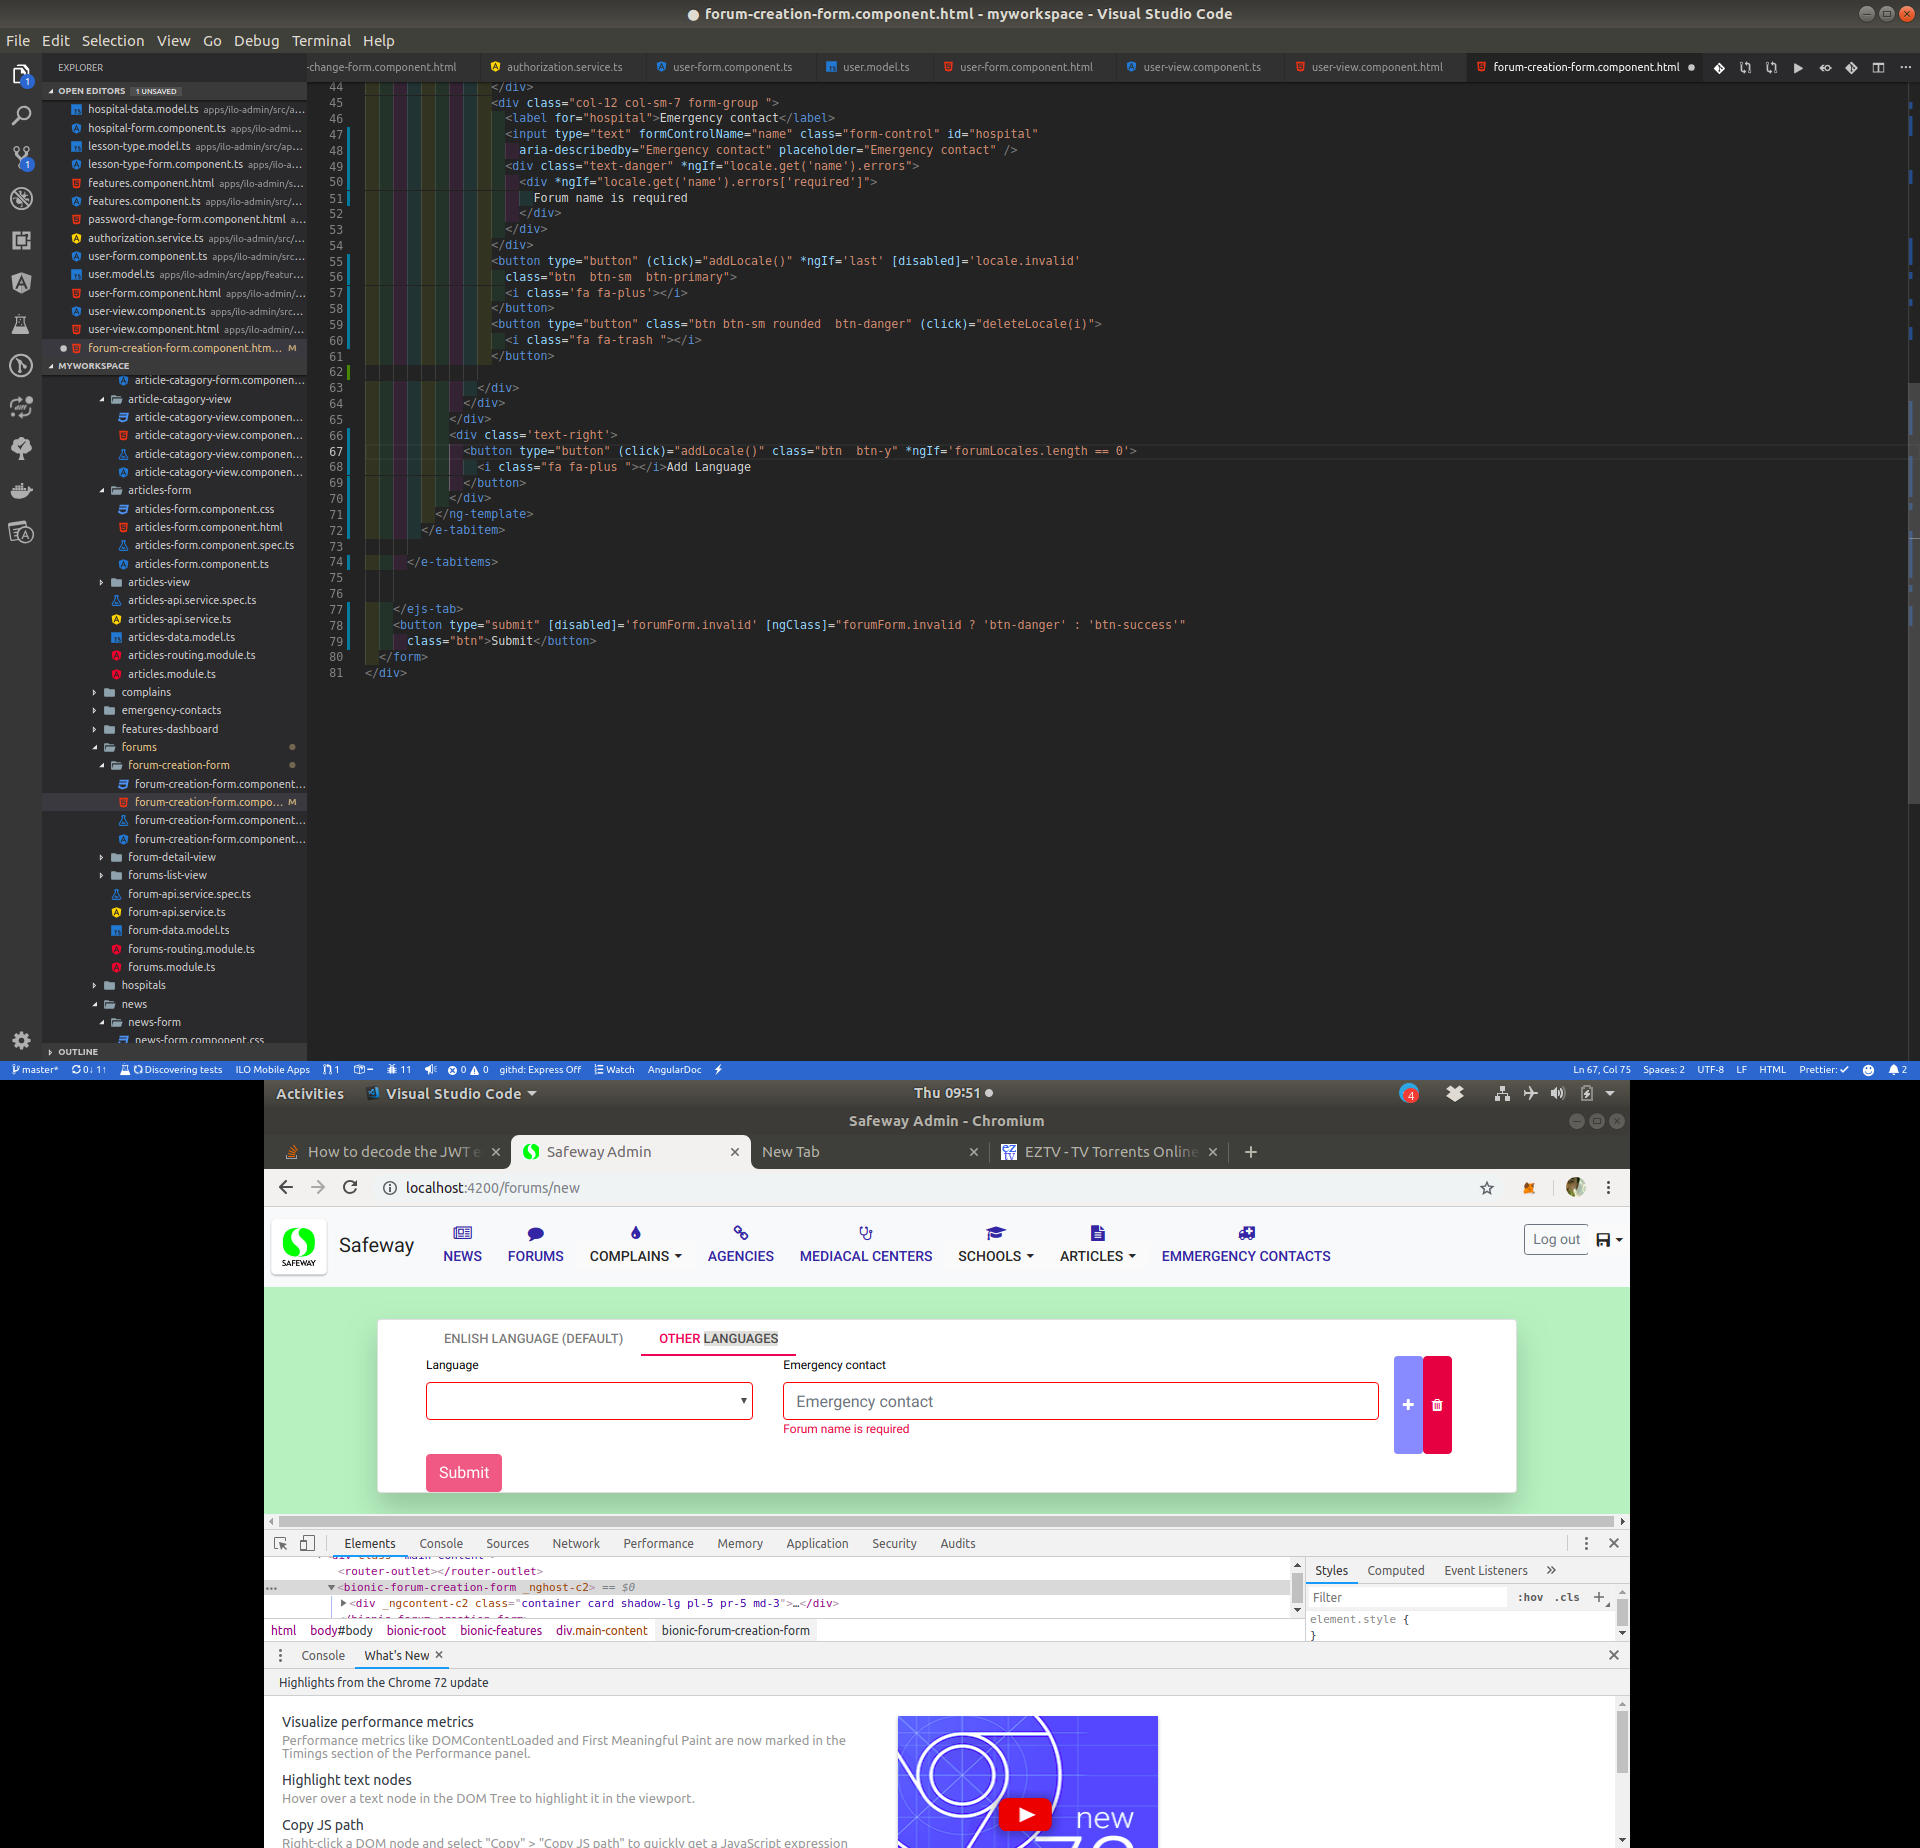 forum-creation-form.component.html - myworkspace - Visual Studio Code
File Edit Selection View Go Debug Terminal Help
EXPLORER
-change-form.component.html authorization.service.ts user-form.component.ts user.model.ts user-form.component.html user-view.component.ts user-view.component.html forum-creation-form.component.html
OPEN EDITORS 1 UNSAVED
hospital-data.model.ts apps/ilo-admin/src/a...
hospital-form.component.ts apps/ilo-admi...
lesson-type.model.ts apps/ilo-admin/src/ap...
lesson-type-form.component.ts apps/ilo-a...
features.component.html apps/ilo-admin/s...
features.component.ts apps/ilo-admin/src/...
password-change-form.component.html a...
authorization.service.ts apps/ilo-admin/src/...
user-form.component.ts apps/ilo-admin/src...
user.model.ts apps/ilo-admin/src/app/featur...
user-form.component.html apps/ilo-admin/...
user-view.component.ts apps/ilo-admin/src...
user-view.component.html apps/ilo-admin/...
forum-creation-form.component.htm... M
MYWORKSPACE
article-catagory-form.componen...
article-catagory-view
article-catagory-view.componen...
article-catagory-view.componen...
article-catagory-view.componen...
article-catagory-view.componen...
articles-form
articles-form.component.css
articles-form.component.html
articles-form.component.spec.ts
articles-form.component.ts
articles-view
articles-api.service.spec.ts
articles-api.service.ts
articles-data.model.ts
articles-routing.module.ts
articles.module.ts
complains
emergency-contacts
features-dashboard
forums
forum-creation-form
forum-creation-form.component...
forum-creation-form.compo... M
forum-creation-form.component...
forum-creation-form.component...
forum-detail-view
forums-list-view
forum-api.service.spec.ts
forum-api.service.ts
forum-data.model.ts
forums-routing.module.ts
forums.module.ts
hospitals
news
news-form
news-form.component.css
OUTLINE
44 </div>
45 <div class="col-12 col-sm-7 form-group ">
46 <label for="hospital">Emergency contact</label>
47 <input type="text" formControlName="name" class="form-control" id="hospital"
48 aria-describedby="Emergency contact" placeholder="Emergency contact" />
49 <div class="text-danger" *ngIf="locale.get('name').errors">
50 <div *ngIf="locale.get('name').errors['required']">
51 Forum name is required
52 </div>
53 </div>
54 </div>
55 <button type="button" (click)="addLocale()" *ngIf='last' [disabled]='locale.invalid'
56 class="btn  btn-sm  btn-primary">
57 <i class='fa fa-plus'></i>
58 </button>
59 <button type="button" class="btn btn-sm rounded  btn-danger" (click)="deleteLocale(i)">
60 <i class="fa fa-trash "></i>
61 </button>
62
63 </div>
64 </div>
65 </div>
66 <div class='text-right'>
67 <button type="button" (click)="addLocale()" class="btn  btn-y" *ngIf='forumLocales.length == 0'>
68 <i class="fa fa-plus "></i>Add Language
69 </button>
70 </div>
71 </ng-template>
72 </e-tabitem>
73
74 </e-tabitems>
75
76
77 </ejs-tab>
78 <button type="submit" [disabled]='forumForm.invalid' [ngClass]="forumForm.invalid ? 'btn-danger' : 'btn-success'"
79 class="btn">Submit</button>
80 </form>
81 </div>
master* 0↓ 1↑ Discovering tests ILO Mobile Apps 1 11 0 0 githd: Express Off Watch AngularDoc Ln 67, Col 75 Spaces: 2 UTF-8 LF HTML Prettier: ✓ 2
Activities Visual Studio Code Thu 09:51 4
Safeway Admin - Chromium
How to decode the JWT e Safeway Admin New Tab EZTV - TV Torrents Online
localhost:4200/forums/new
SAFEWAY Safeway NEWS FORUMS COMPLAINS AGENCIES MEDIACAL CENTERS SCHOOLS ARTICLES EMMERGENCY CONTACTS Log out
ENLISH LANGUAGE (DEFAULT) OTHER LANGUAGES
Language Emergency contact
Emergency contact
Forum name is required
Submit
Elements Console Sources Network Performance Memory Application Security Audits
<router-outlet></router-outlet> Styles Computed Event Listeners »
... <bionic-forum-creation-form _nghost-c2> == $0 Filter :hov .cls +
<div _ngcontent-c2 class="container card shadow-lg pl-5 pr-5 md-3">…</div>
element.style {
}
html body#body bionic-root bionic-features div.main-content bionic-forum-creation-form
Console What's New
Highlights from the Chrome 72 update
Visualize performance metrics
Performance metrics like DOMContentLoaded and First Meaningful Paint are now marked in the
Timings section of the Performance panel.
Highlight text nodes
Hover over a text node in the DOM Tree to highlight it in the viewport.
Copy JS path
Right-click a DOM node and select "Copy" > "Copy JS path" to quickly get a JavaScript expression
new